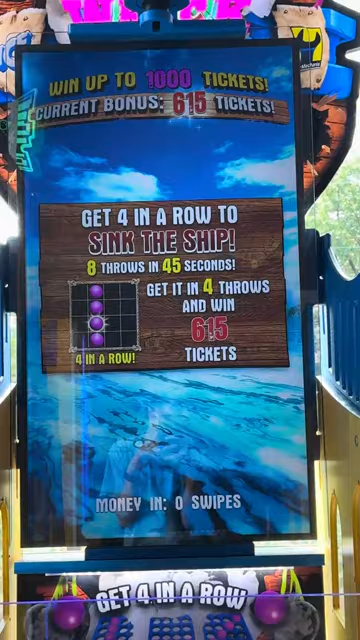 WIN UP TO 1000 TICKETS!
CURRENT BONUS: 615 TICKETS!
GET 4 IN A ROW TO
SINK THE SHIP!
8 THROWS IN 45 SECONDS!
GET IT IN 4 THROWS
AND WIN
615
TICKETS
4 IN A ROW!
MONEY IN: 0 SWIPES
GET 4 IN A ROW